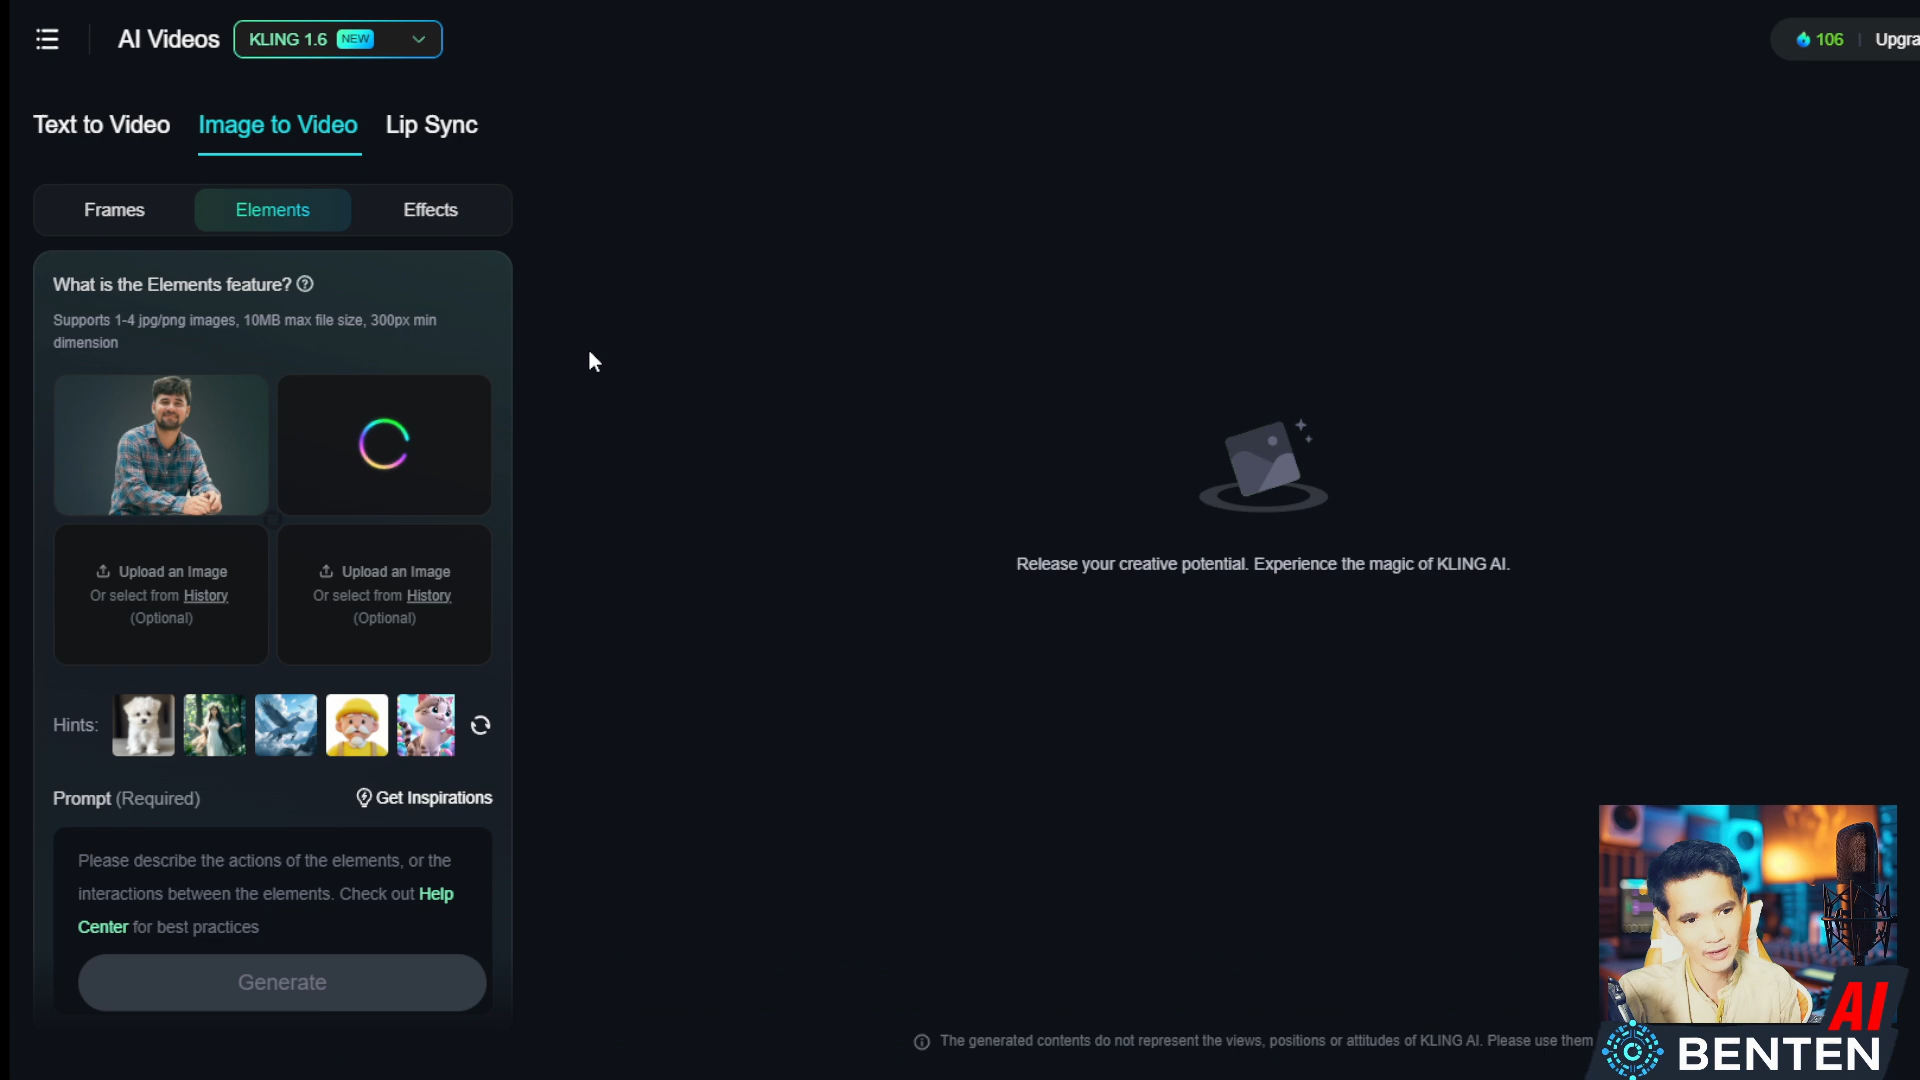 AI Videos
KLING 1.6 NEW
106
Upgra
Text to Video
Image to Video
Lip Sync
Frames
Elements
Effects
What is the Elements feature?
Supports 1-4 jpg/png images, 10MB max file size, 300px min
dimension
Upload an Image
Or select from History
(Optional)
Upload an Image
Or select from History
(Optional)
Hints:
Prompt (Required)
Get Inspirations
Please describe the actions of the elements, or the
interactions between the elements. Check out Help
Center for best practices
Generate
Release your creative potential. Experience the magic of KLING AI.
The generated contents do not represent the views, positions or attitudes of KLING AI. Please use them
AI
BENTEN